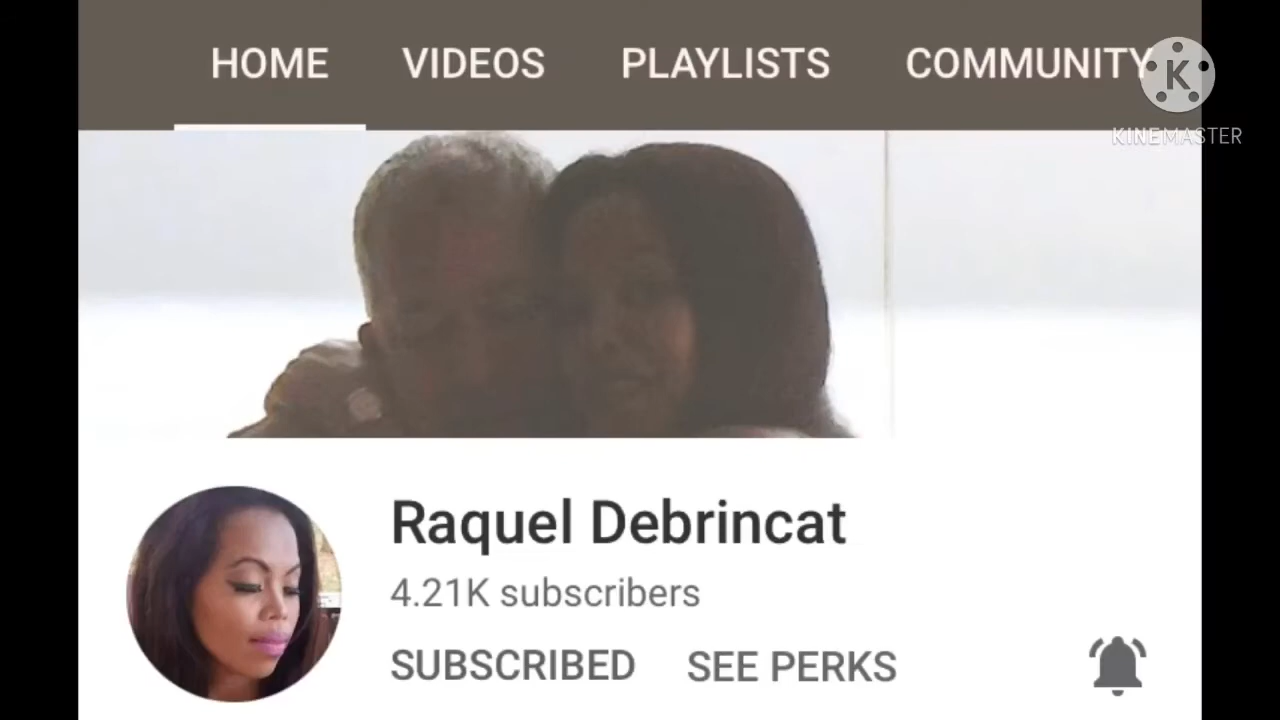 HOME VIDEOS PLAYLISTS COMMUNITY
K
KINEMASTER
Raquel Debrincat
4.21K subscribers
SUBSCRIBED SEE PERKS